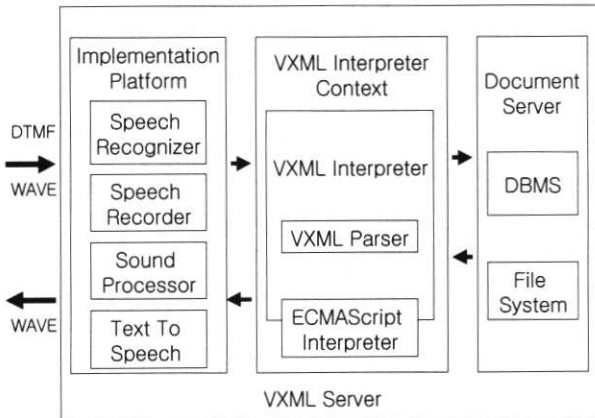 DTMF
WAVE
WAVE
Implementation
Platform
Speech
Recognizer
Speech
Recorder
Sound
Processor
Text To
Speech
VXML Interpreter
Context
VXML Interpreter
VXML Parser
ECMAScript
Interpreter
Document
Server
DBMS
File
System
VXML Server